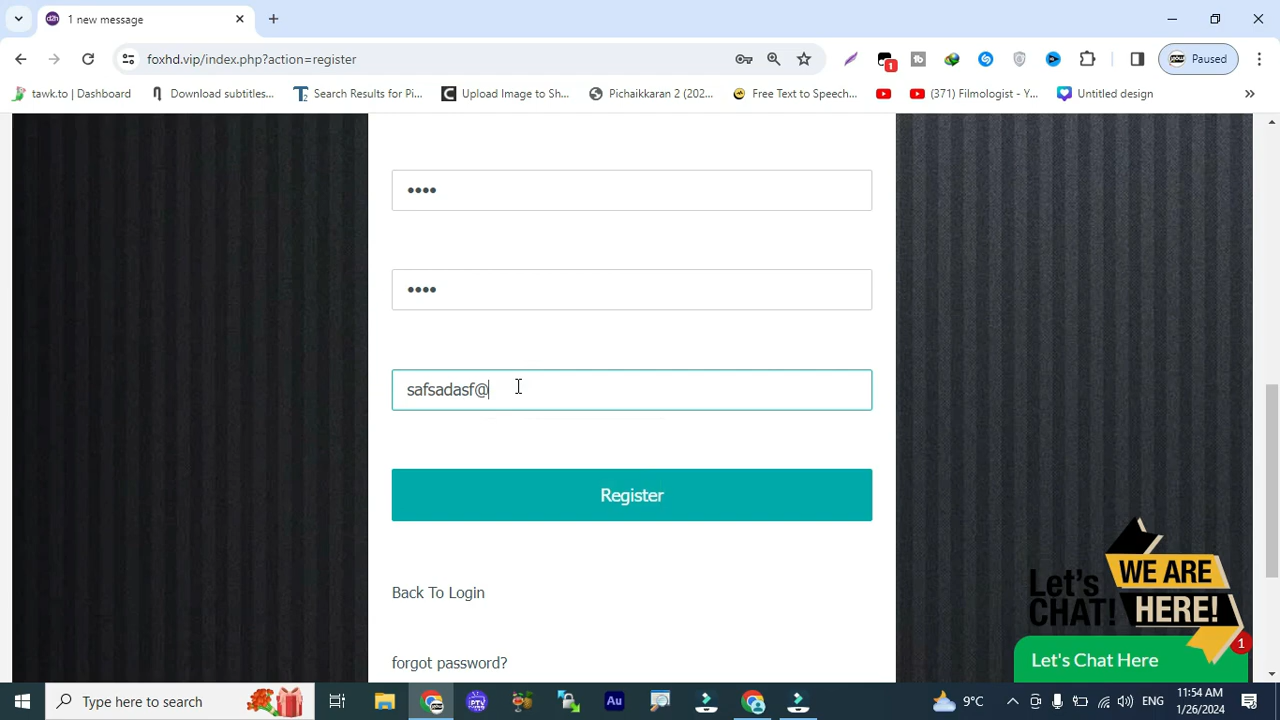 1 new message
foxhd.vip/index.php?action=register
1
Paused
tawk.to | Dashboard
Download subtitles...
Search Results for Pi...
Upload Image to Sh...
Pichaikkaran 2 (202...
Free Text to Speech...
(371) Filmologist - Y...
Untitled design
••••
••••
safsadasf@
Register
Back To Login
forgot password?
Let's
CHAT!
WE ARE
HERE!
1
Let's Chat Here
Type here to search
PTV
Au
9°C
ENG
11:54 AM
1/26/2024